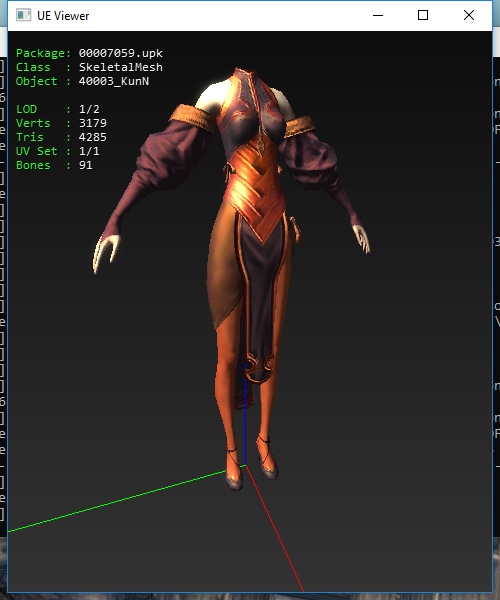 UE Viewer
Package: 00007059.upk
Class : SkeletalMesh
Object : 40003_KunN
LOD : 1/2
Verts : 3179
Tris : 4285
UV Set : 1/1
Bones : 91